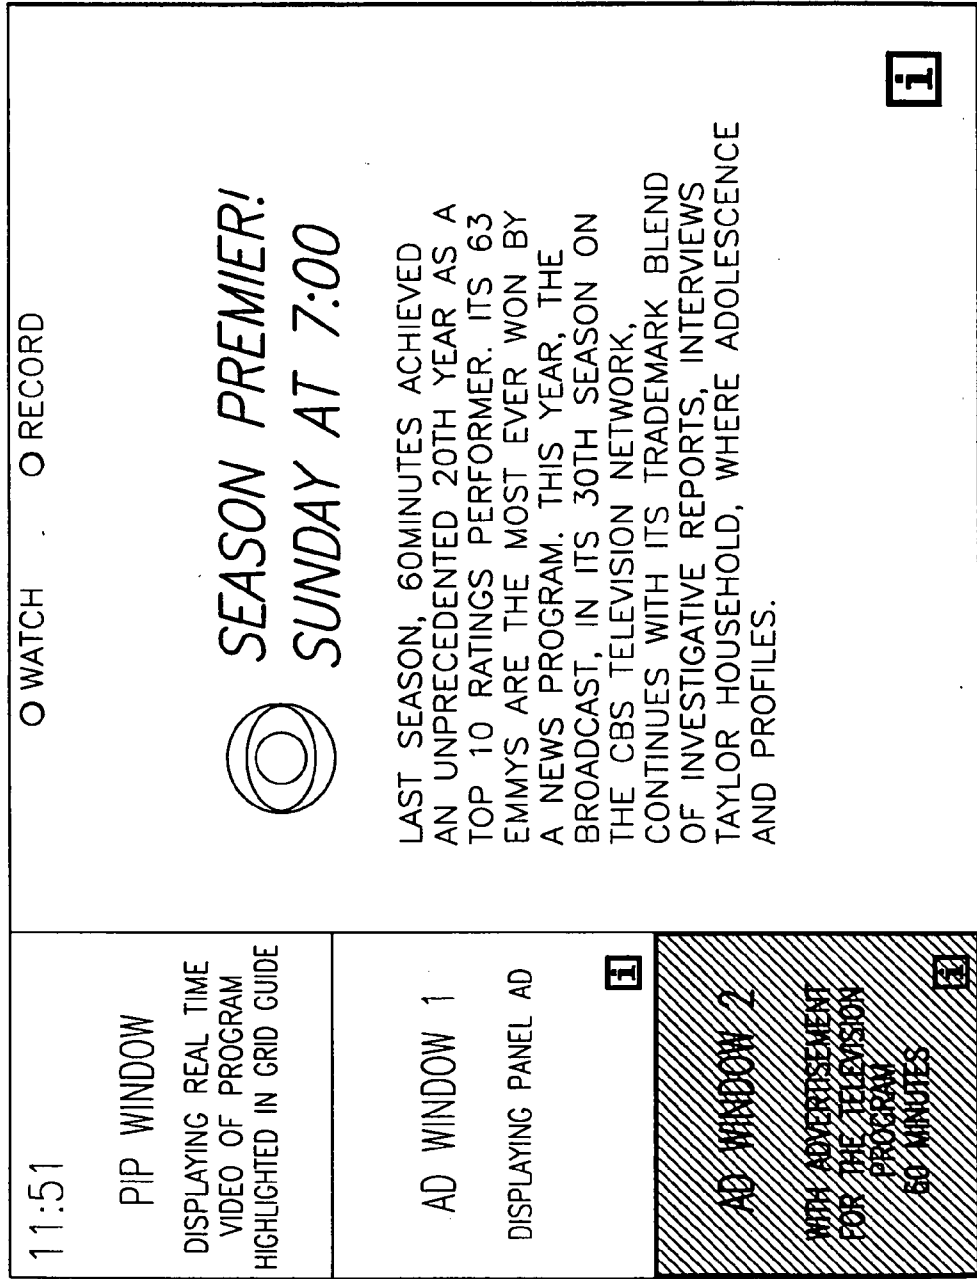 11:51
PIP WINDOW
DISPLAYING REAL TIME
VIDEO OF PROGRAM
HIGHLIGHTED IN GRID GUIDE
AD WINDOW 1
DISPLAYING PANEL AD
i
AD WINDOW 2
WITH ADVERTISEMENT
FOR THE TELEVISION
PROGRAM
60 MINUTES
i
WATCH
RECORD
SEASON PREMIER!
SUNDAY AT 7:00
LAST SEASON, 60MINUTES ACHIEVED
AN UNPRECEDENTED 20TH YEAR AS A
TOP 10 RATINGS PERFORMER. ITS 63
EMMYS ARE THE MOST EVER WON BY
A NEWS PROGRAM. THIS YEAR, THE
BROADCAST, IN ITS 30TH SEASON ON
THE CBS TELEVISION NETWORK,
CONTINUES WITH ITS TRADEMARK BLEND
OF INVESTIGATIVE REPORTS, INTERVIEWS
TAYLOR HOUSEHOLD, WHERE ADOLESCENCE
AND PROFILES.
i